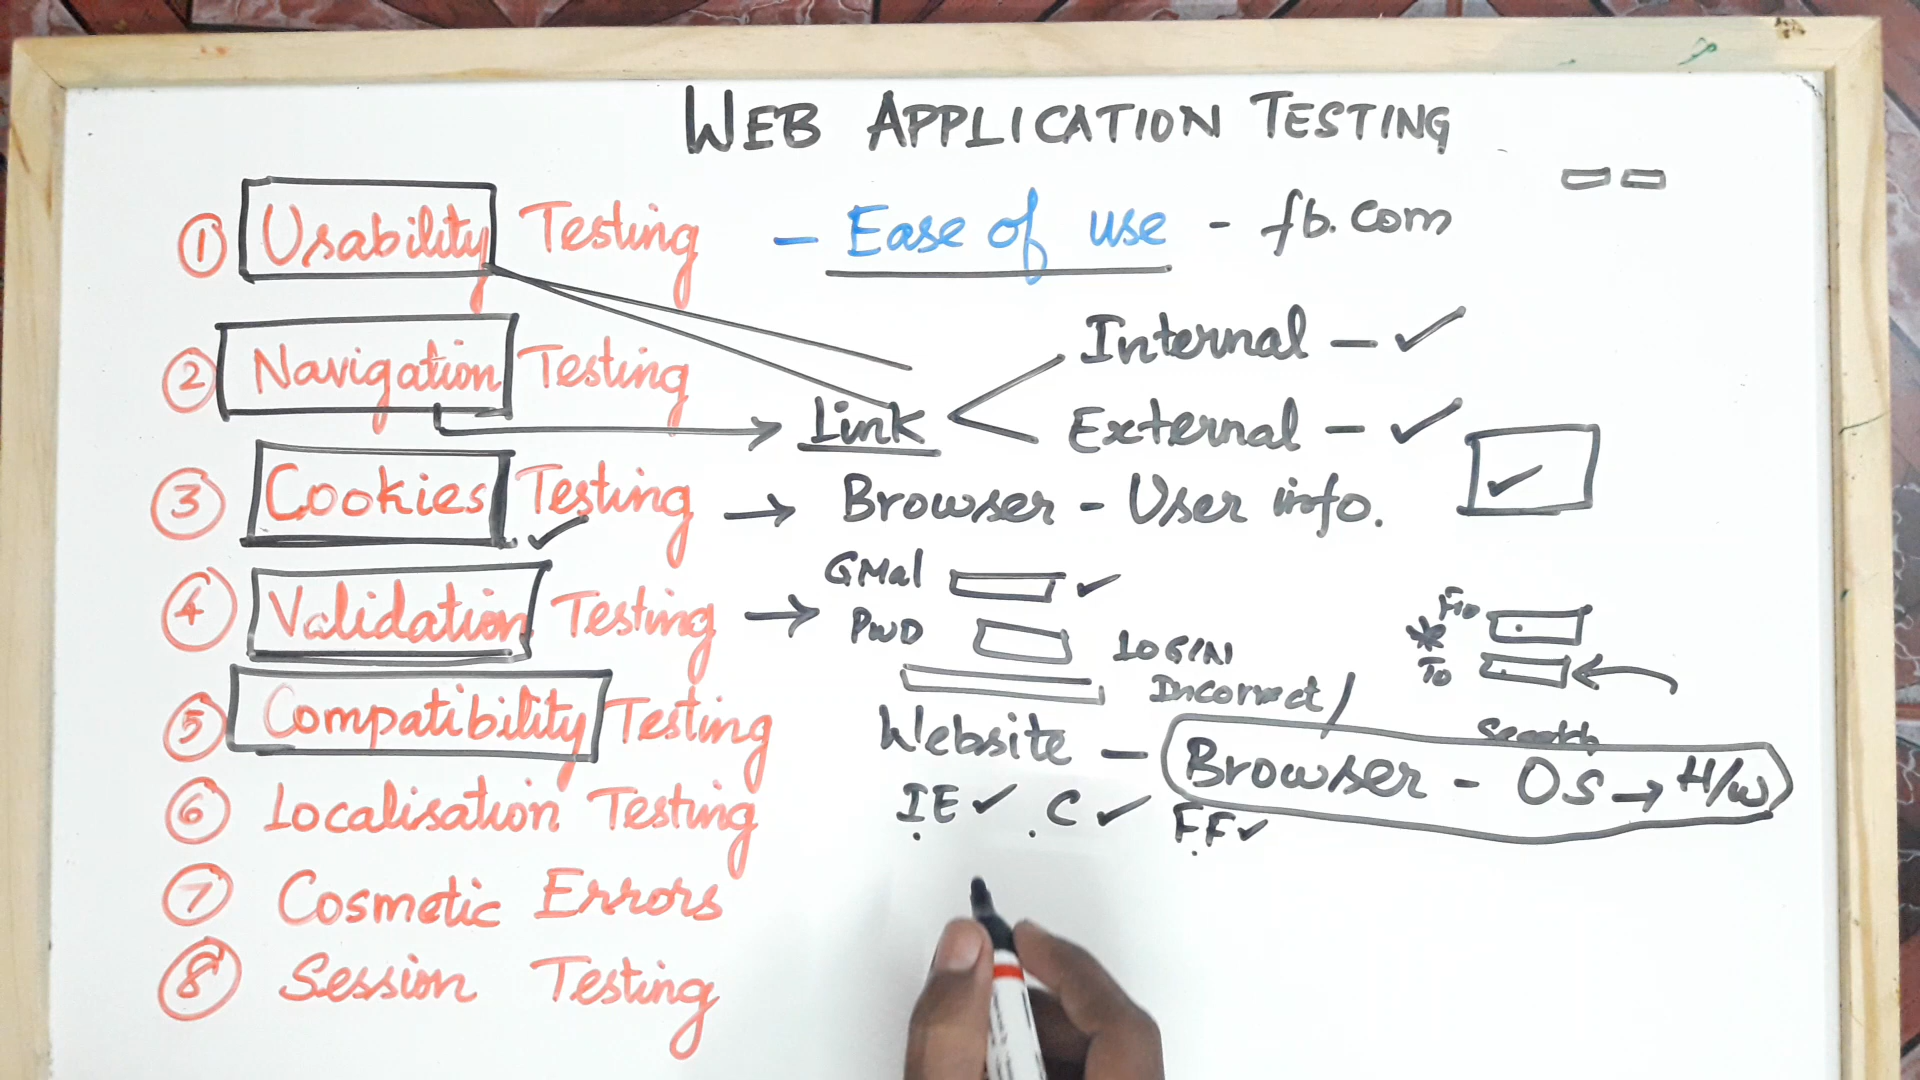 WEB APPLICATION TESTING
① Usability Testing - Ease of use - fb.com
② Navigation Testing
Internal - ✓
→ Link
External - ✓
③ Cookies Testing → Browser - User info.
④ Validation Testing →
GMal ✓
PWD
LOGIN
Incorrect /
* To
Search
⑤ Compatibility Testing
Website - Browser - OS → H/W
IE ✓ C ✓ F.F ✓
⑥ Localisation Testing
⑦ Cosmetic Errors
⑧ Session Testing